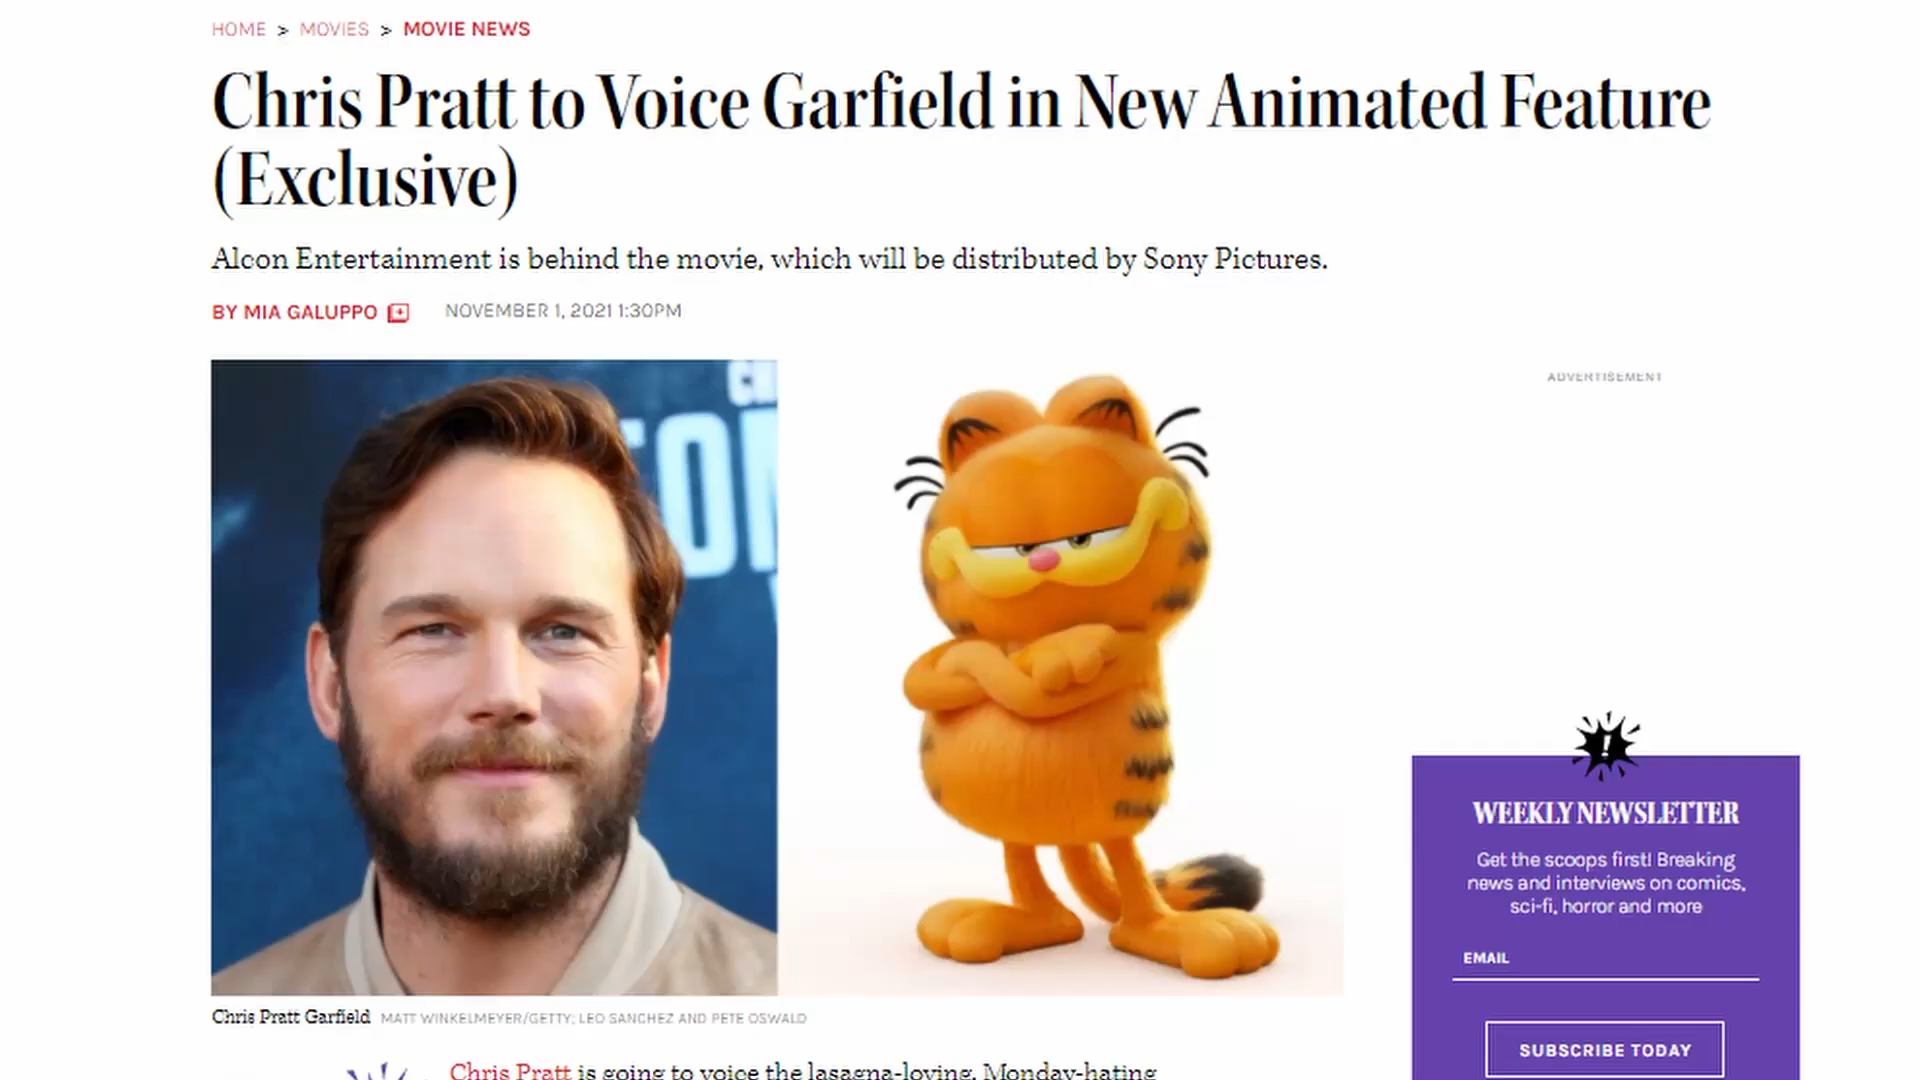 HOME > MOVIES > MOVIE NEWS
Chris Pratt to Voice Garfield in New Animated Feature
(Exclusive)
Alcon Entertainment is behind the movie, which will be distributed by Sony Pictures.
BY MIA GALUPPO NOVEMBER 1, 2021 1:30PM
ADVERTISEMENT
WEEKLY NEWSLETTER
Get the scoops first! Breaking
news and interviews on comics,
sci-fi, horror and more
EMAIL
SUBSCRIBE TODAY
Chris Pratt Garfield MATT WINKELMEYER/GETTY; LEO SANCHEZ AND PETE OSWALD
Chris Pratt is going to voice the lasagna-loving, Monday-hating